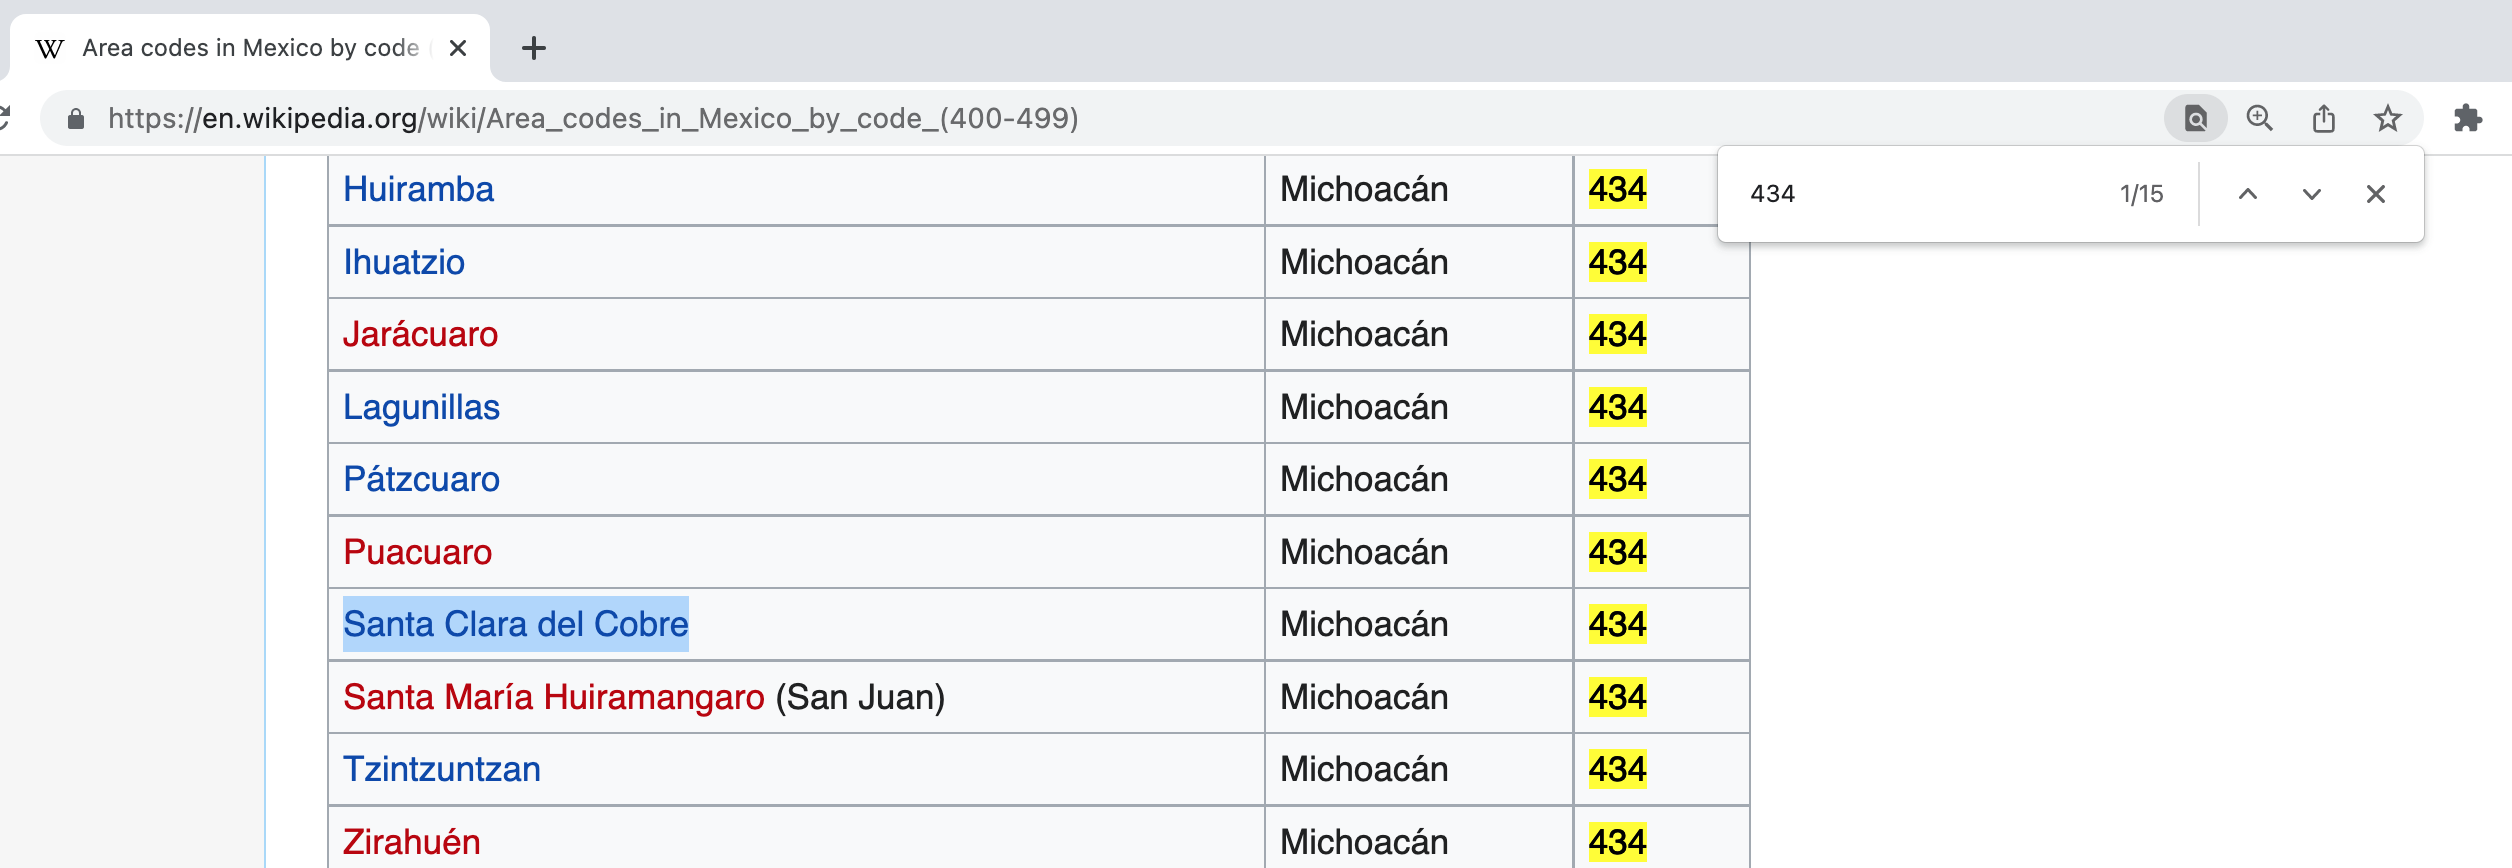 W Area codes in Mexico by code
https://en.wikipedia.org/wiki/Area_codes_in_Mexico_by_code_(400-499)
434 1/15
Huiramba Michoacán 434
Ihuatzio Michoacán 434
Jarácuaro Michoacán 434
Lagunillas Michoacán 434
Pátzcuaro Michoacán 434
Puacuaro Michoacán 434
Santa Clara del Cobre Michoacán 434
Santa María Huiramangaro (San Juan) Michoacán 434
Tzintzuntzan Michoacán 434
Zirahuén Michoacán 434